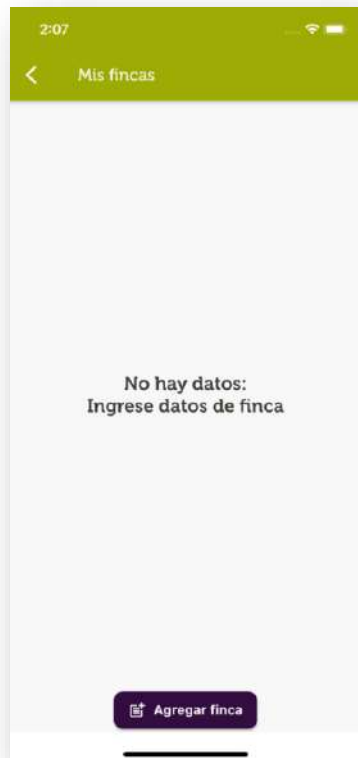 2:07
Mis fincas
No hay datos:
Ingrese datos de finca
Agregar finca